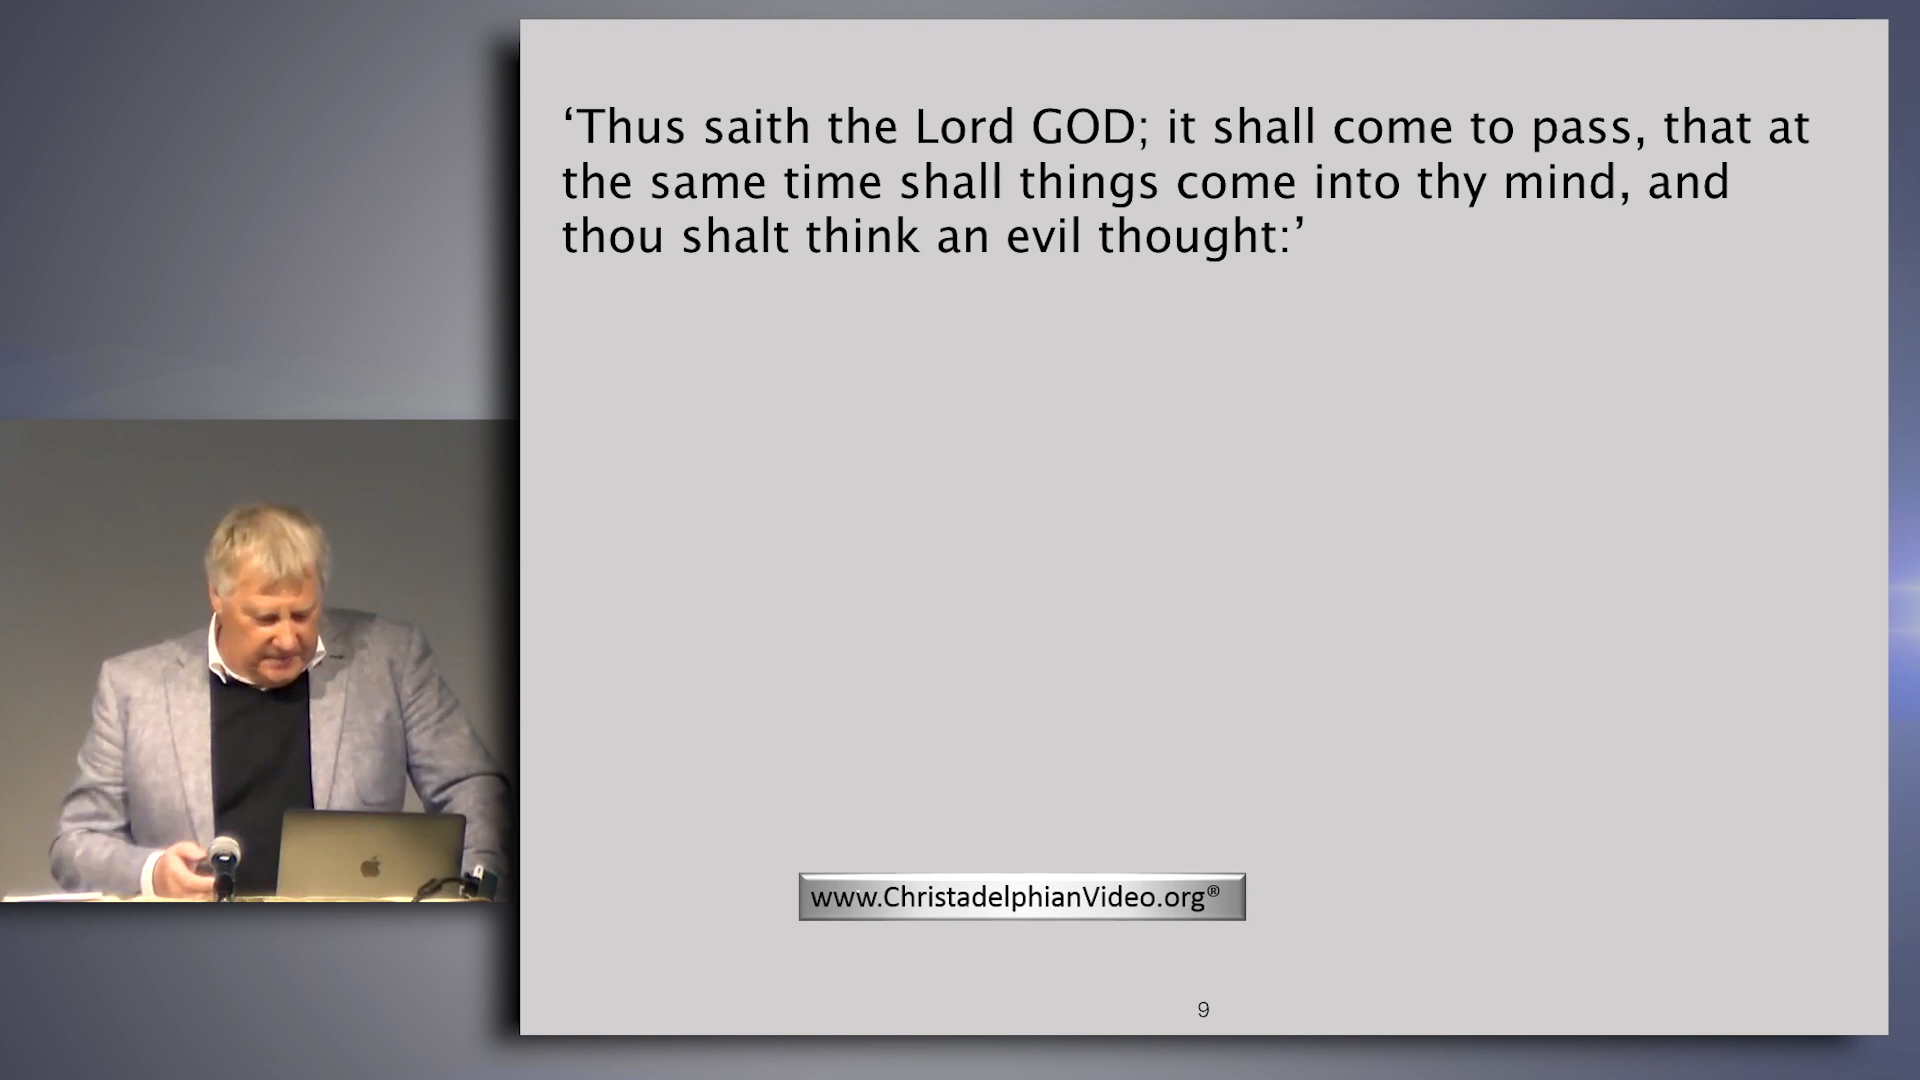 ‘Thus saith the Lord GOD; it shall come to pass, that at
the same time shall things come into thy mind, and
thou shalt think an evil thought:’
www.ChristadelphianVideo.org®
9